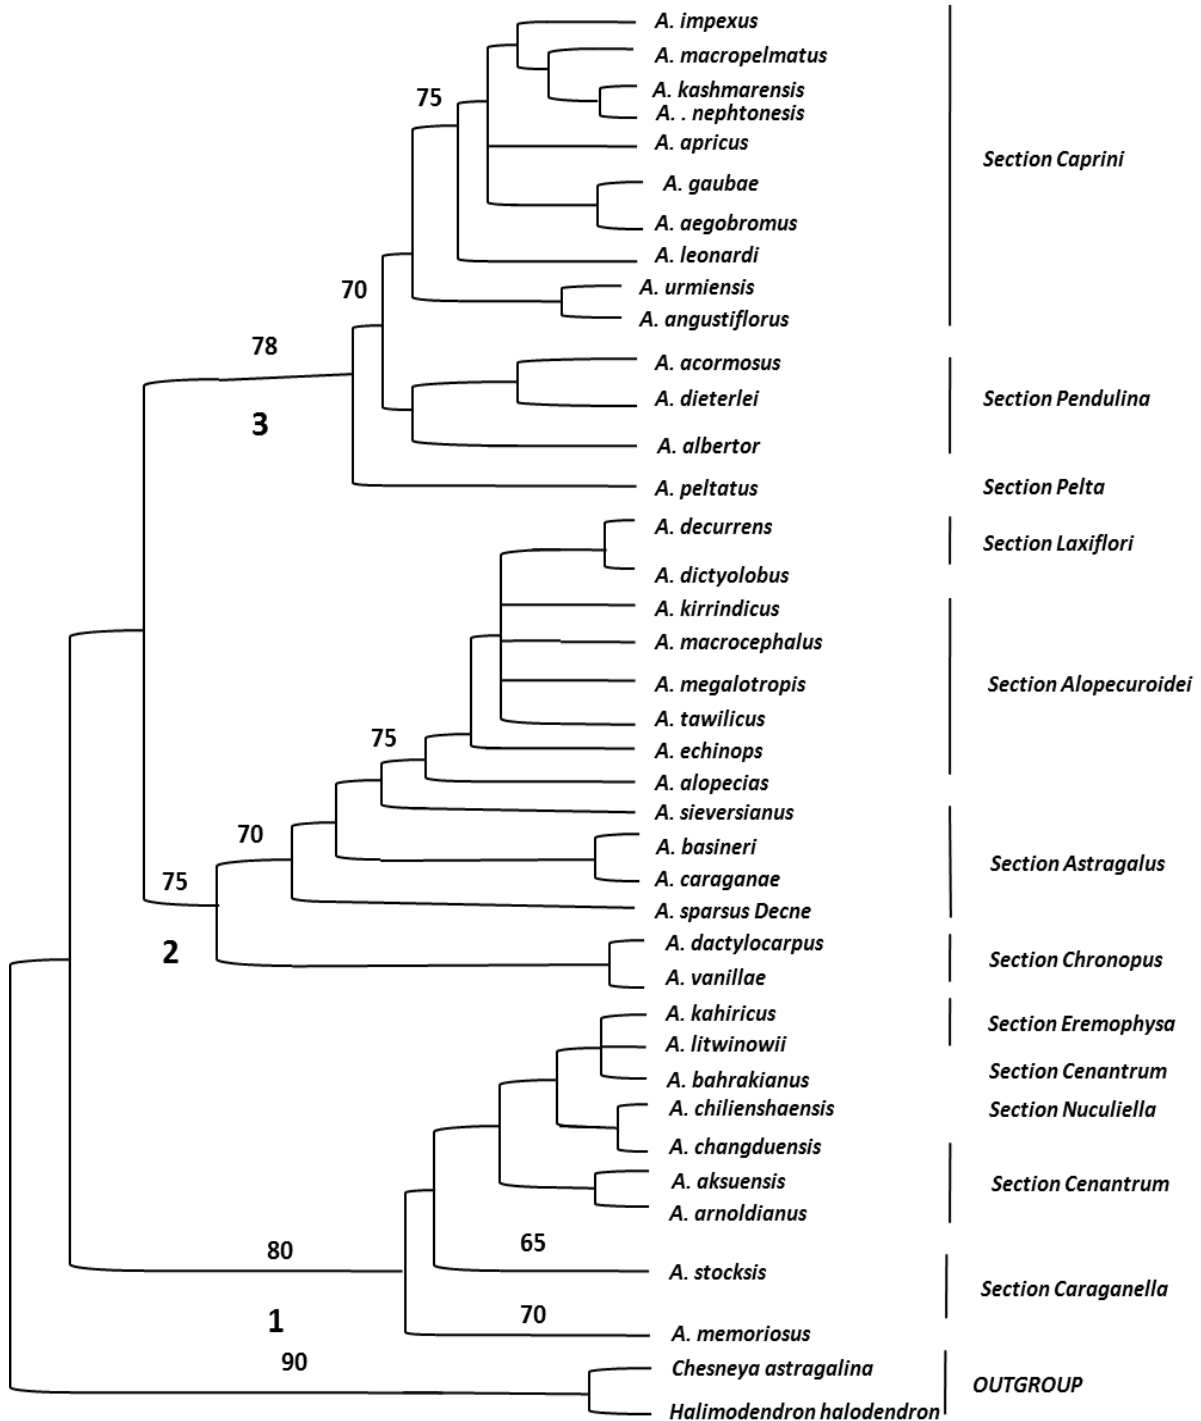 A. impexus
A. macropelmatus
75
A. kashmarensis
A. . nephtonesis
A. apricus
Section Caprini
A. gaubae
A. aegobromus
A. leonardi
70
A. urmiensis
A. angustiflorus
78
A. acormosus
A. dieterlei
Section Pendulina
3
A. albertor
A. peltatus
Section Pelta
A. decurrens
Section Laxiflori
A. dictyolobus
A. kirrindicus
A. macrocephalus
A. megalotropis
Section Alopecuroidei
A. tawilicus
75
A. echinops
A. alopecias
A. sieversianus
70
A. basineri
Section Astragalus
75
A. caraganae
A. sparsus Decne
2
A. dactylocarpus
Section Chronopus
A. vanillae
A. kahiricus
Section Eremophysa
A. litwinowii
Section Cenantrum
A. bahrakianus
A. chilienshaensis
Section Nuculiella
A. changduensis
A. aksuensis
Section Cenantrum
A. arnoldianus
80
65
A. stocksis
Section Caraganella
1
70
A. memoriosus
90
Chesneya astragalina
OUTGROUP
Halimodendron halodendron